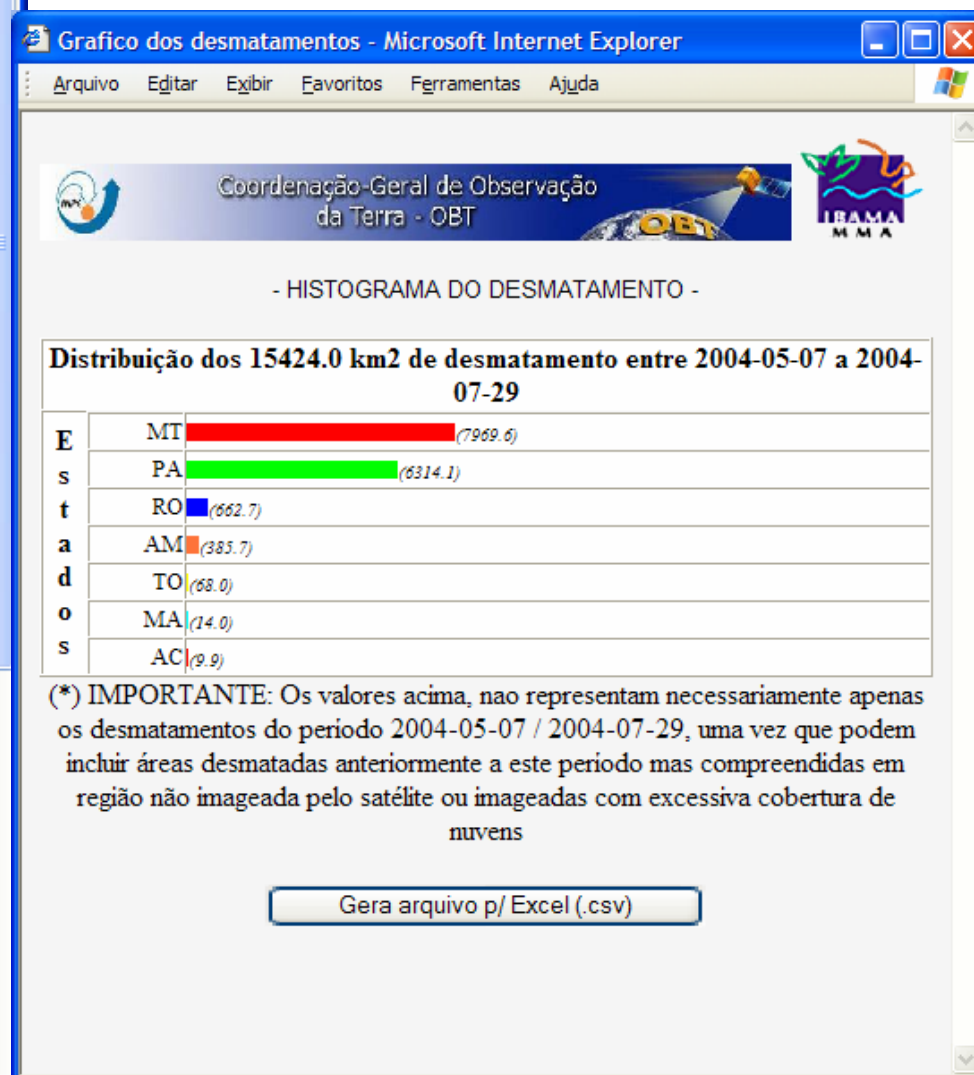 Grafico dos desmatamentos - Microsoft Internet Explorer
Arquivo Editar Exibir Favoritos Ferramentas Ajuda
Coordenação-Geral de Observação
da Terra - OBT
OBT
IBAMA
M M A
- HISTOGRAMA DO DESMATAMENTO -
Distribuição dos 15424.0 km2 de desmatamento entre 2004-05-07 a 2004-
07-29
Estados
MT (7969.6)
PA (6314.1)
RO (662.7)
AM (385.7)
TO (68.0)
MA (14.0)
AC (9.9)
(*) IMPORTANTE: Os valores acima, nao representam necessariamente apenas
os desmatamentos do período 2004-05-07 / 2004-07-29, uma vez que podem
incluir áreas desmatadas anteriormente a este período mas compreendidas em
região não imageada pelo satélite ou imageadas com excessiva cobertura de
nuvens
Gera arquivo p/ Excel (.csv)